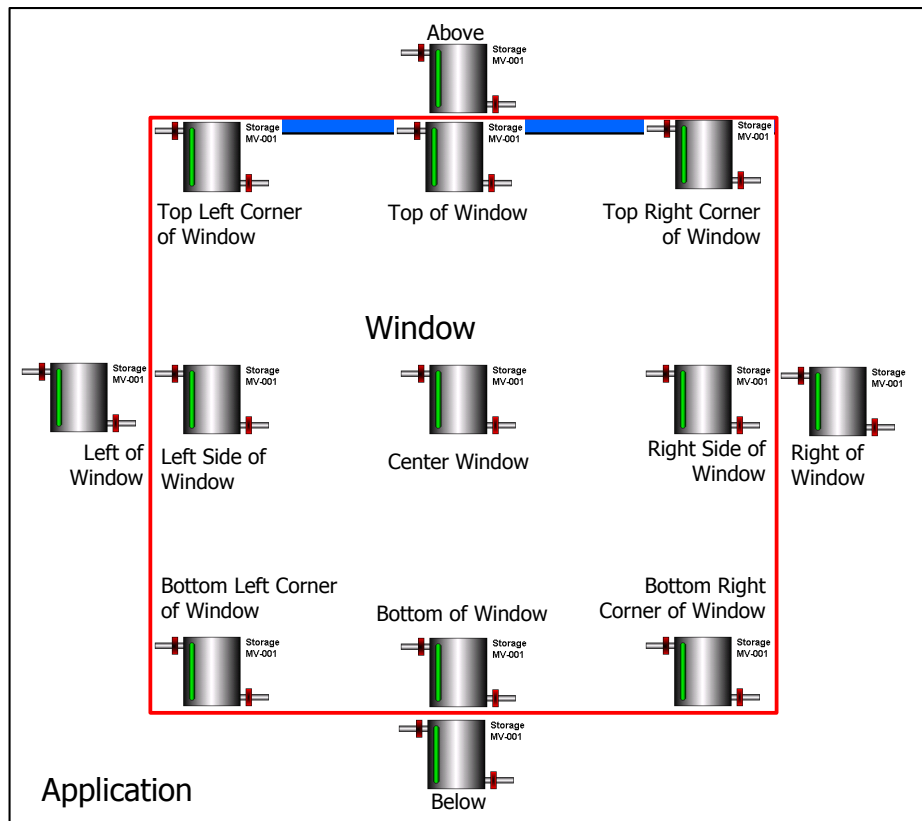 Above
Storage
MV-001
Storage
MV-001
Storage
MV-001
Storage
MV-001
Top Left Corner
of Window
Top of Window
Top Right Corner
of Window
Window
Storage
MV-001
Storage
MV-001
Storage
MV-001
Storage
MV-001
Storage
MV-001
Left of
Window
Left Side of
Window
Center Window
Right Side of
Window
Right of
Window
Bottom Left Corner
of Window
Bottom of Window
Bottom Right
Corner of Window
Storage
MV-001
Storage
MV-001
Storage
MV-001
Storage
MV-001
Below
Application